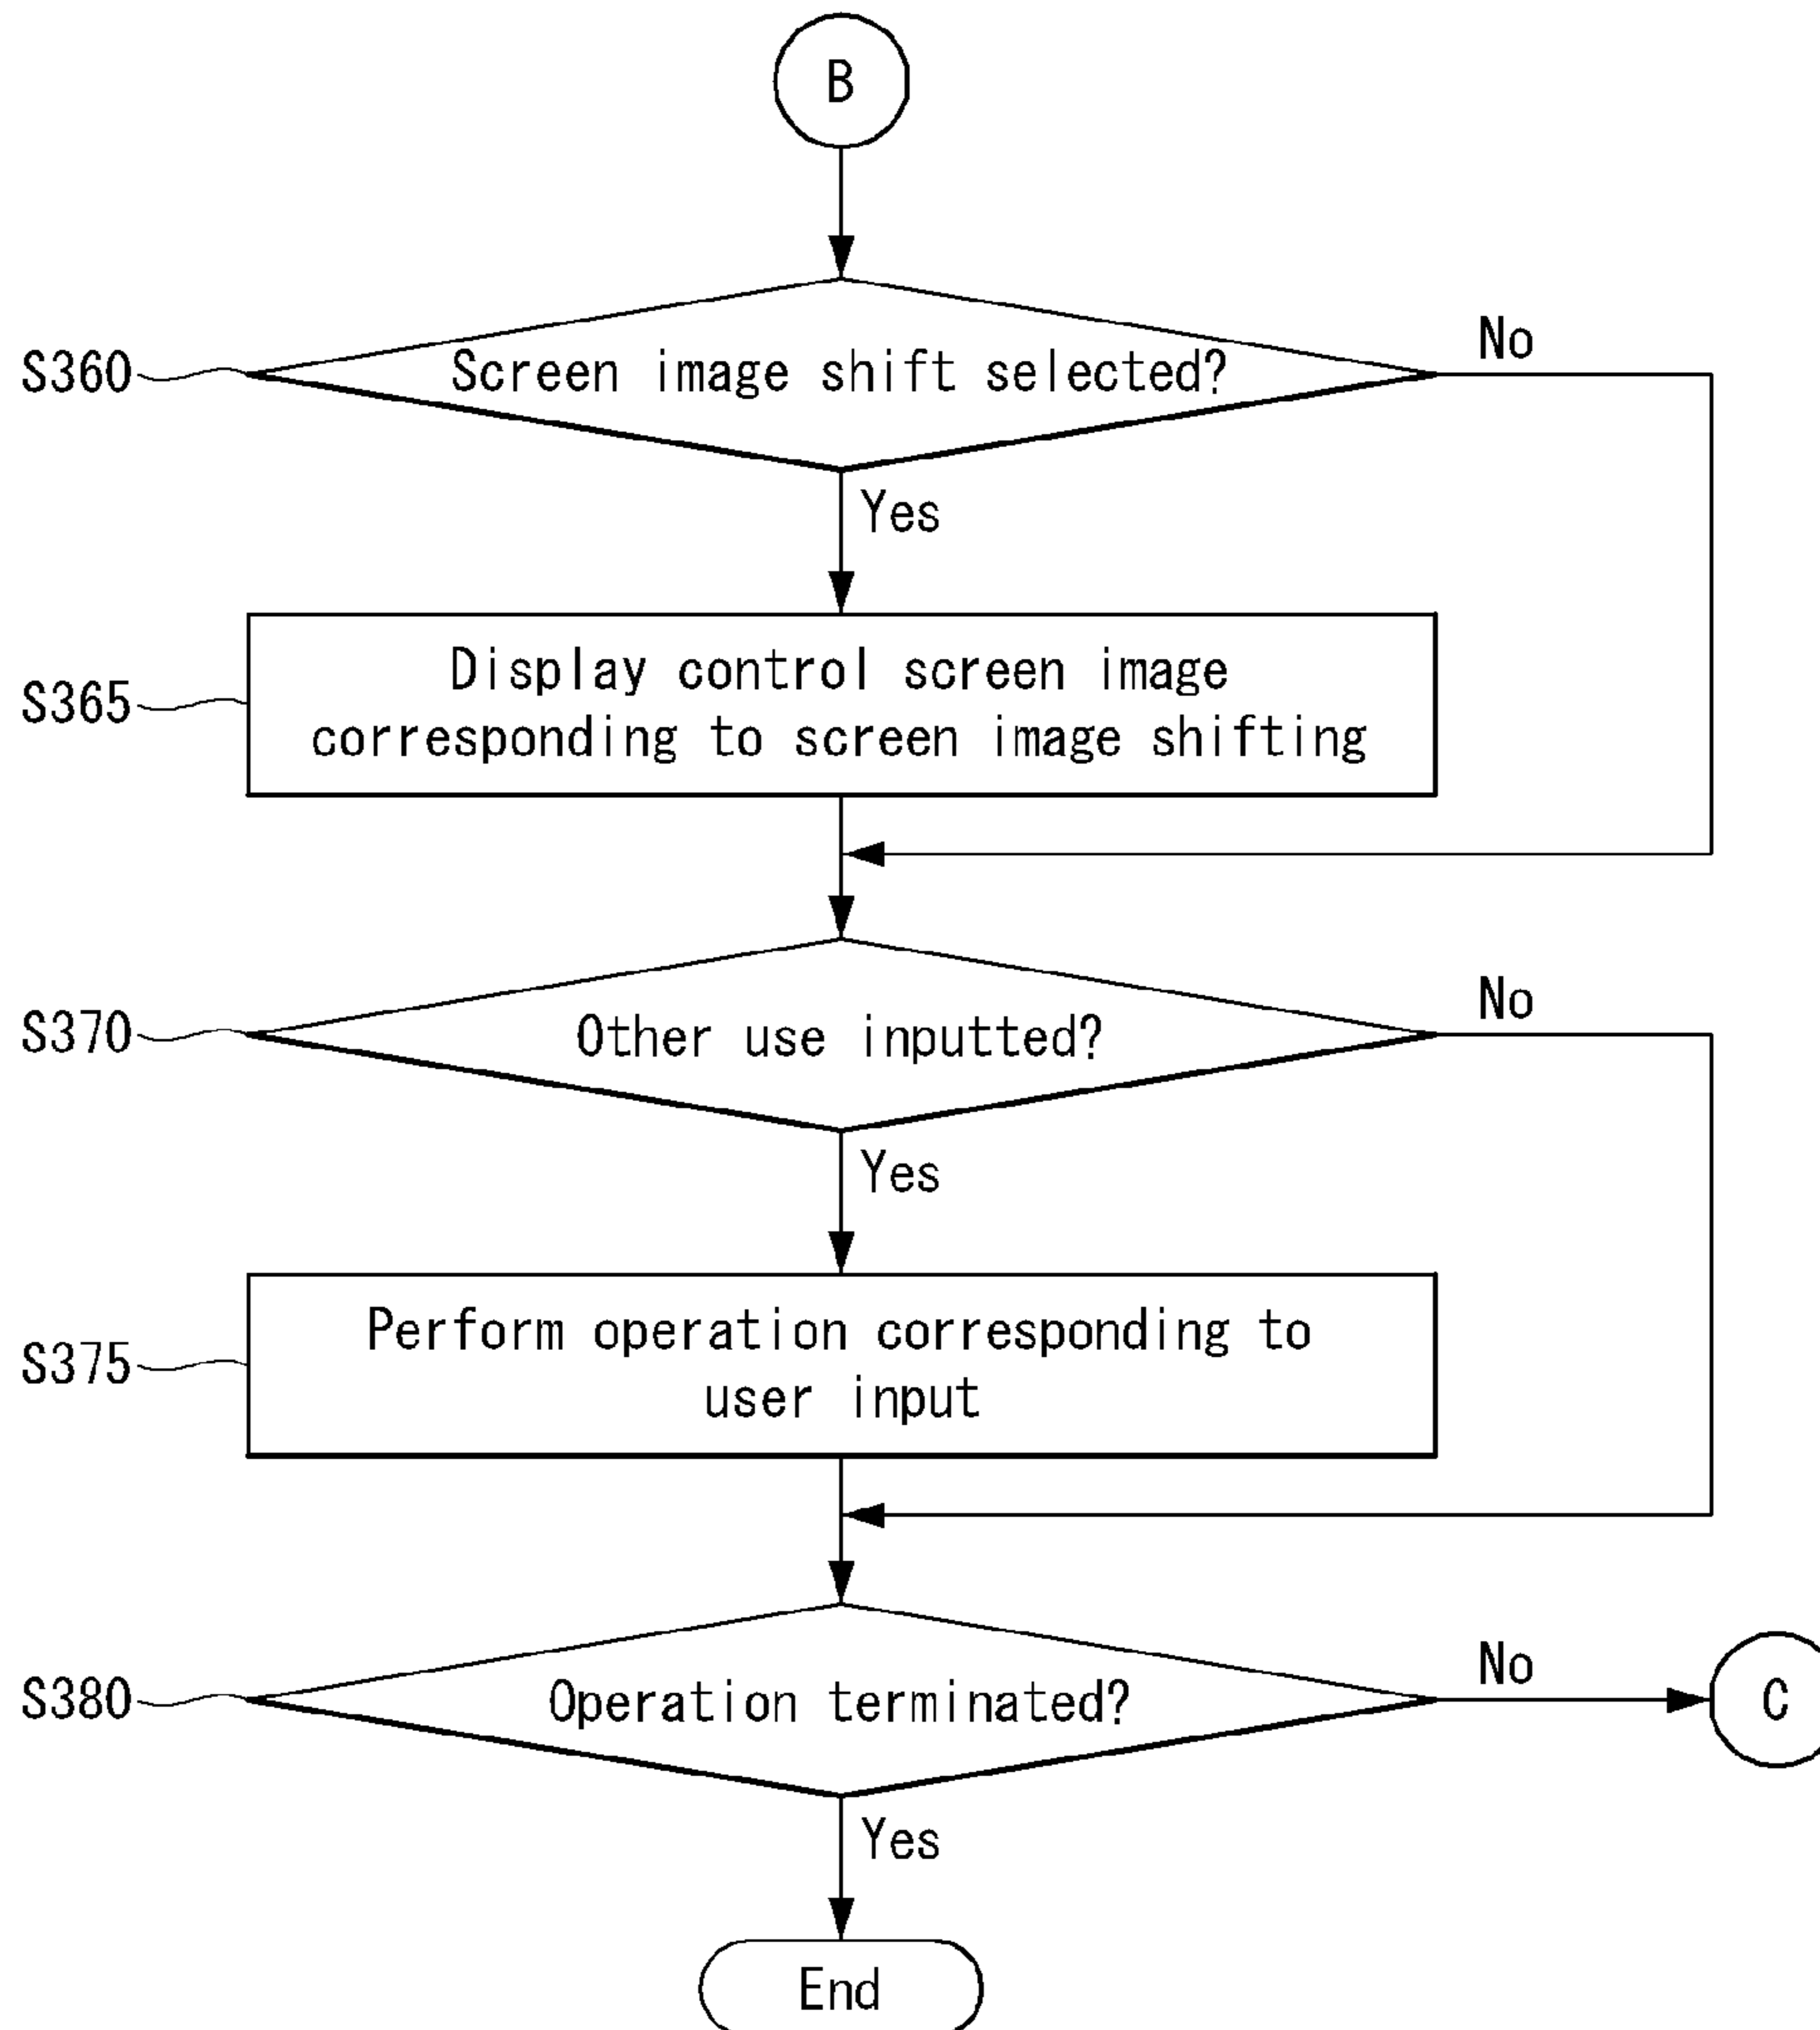 B
S360
Screen image shift selected?
No
Yes
S365
Display control screen image
corresponding to screen image shifting
S370
Other use inputted?
No
Yes
S375
Perform operation corresponding to
user input
S380
Operation terminated?
No
C
Yes
End